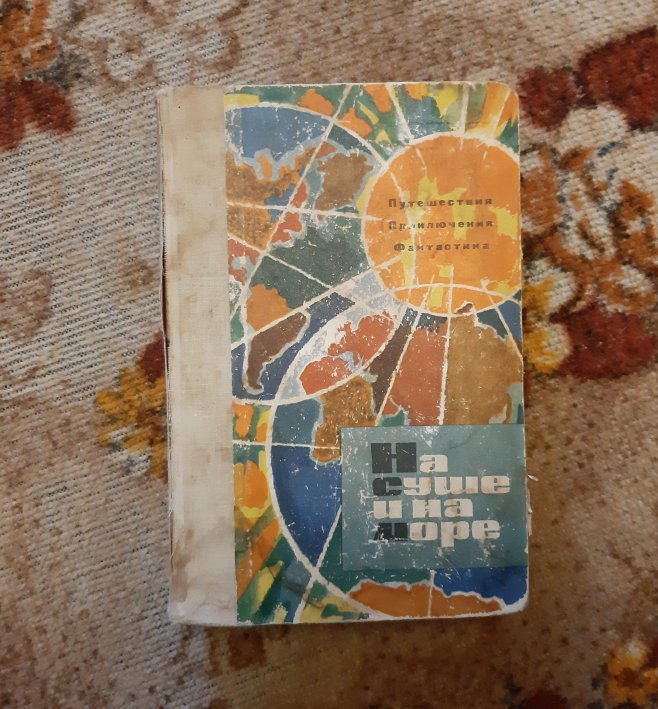 Путешествия
Приключения
Фантастика
На
суше
и на
море